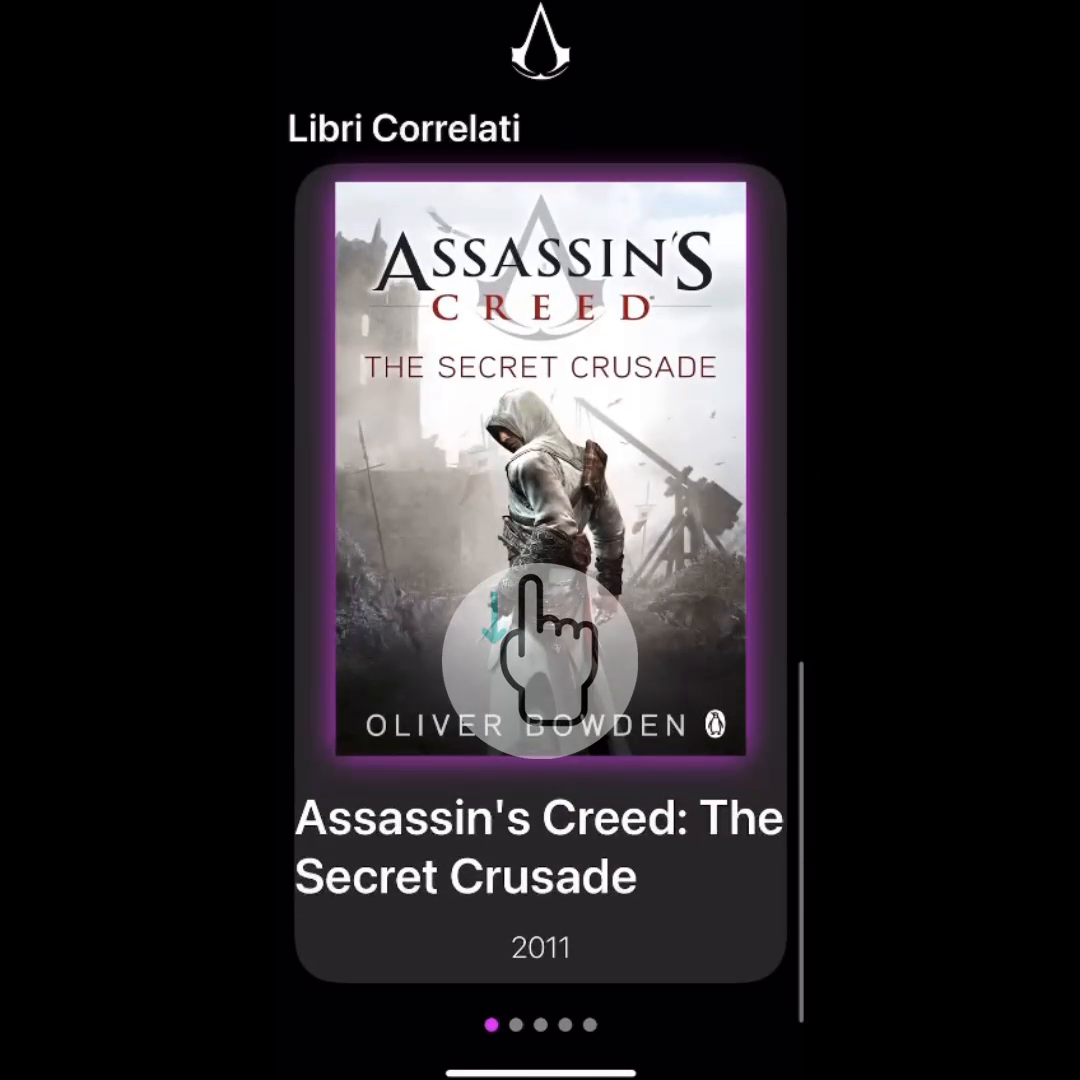 Libri Correlati
ASSASSIN'S
CREED
THE SECRET CRUSADE
OLIVER BOWDEN
Assassin's Creed: The
Secret Crusade
2011